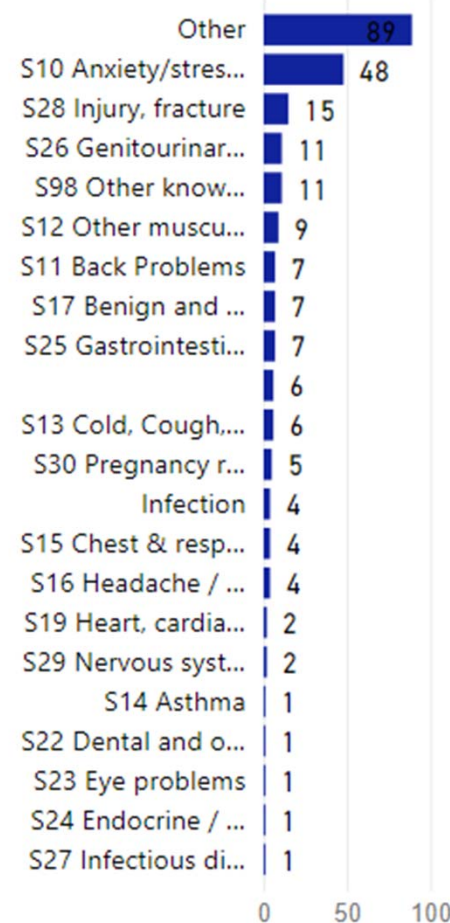 Other 89
S10 Anxiety/stres... 48
S28 Injury, fracture 15
S26 Genitourinar... 11
S98 Other know... 11
S12 Other muscu... 9
S11 Back Problems 7
S17 Benign and ... 7
S25 Gastrointesti... 7
6
S13 Cold, Cough,... 6
S30 Pregnancy r... 5
Infection 4
S15 Chest & resp... 4
S16 Headache / ... 4
S19 Heart, cardia... 2
S29 Nervous syst... 2
S14 Asthma 1
S22 Dental and o... 1
S23 Eye problems 1
S24 Endocrine / ... 1
S27 Infectious di... 1
0 50 100